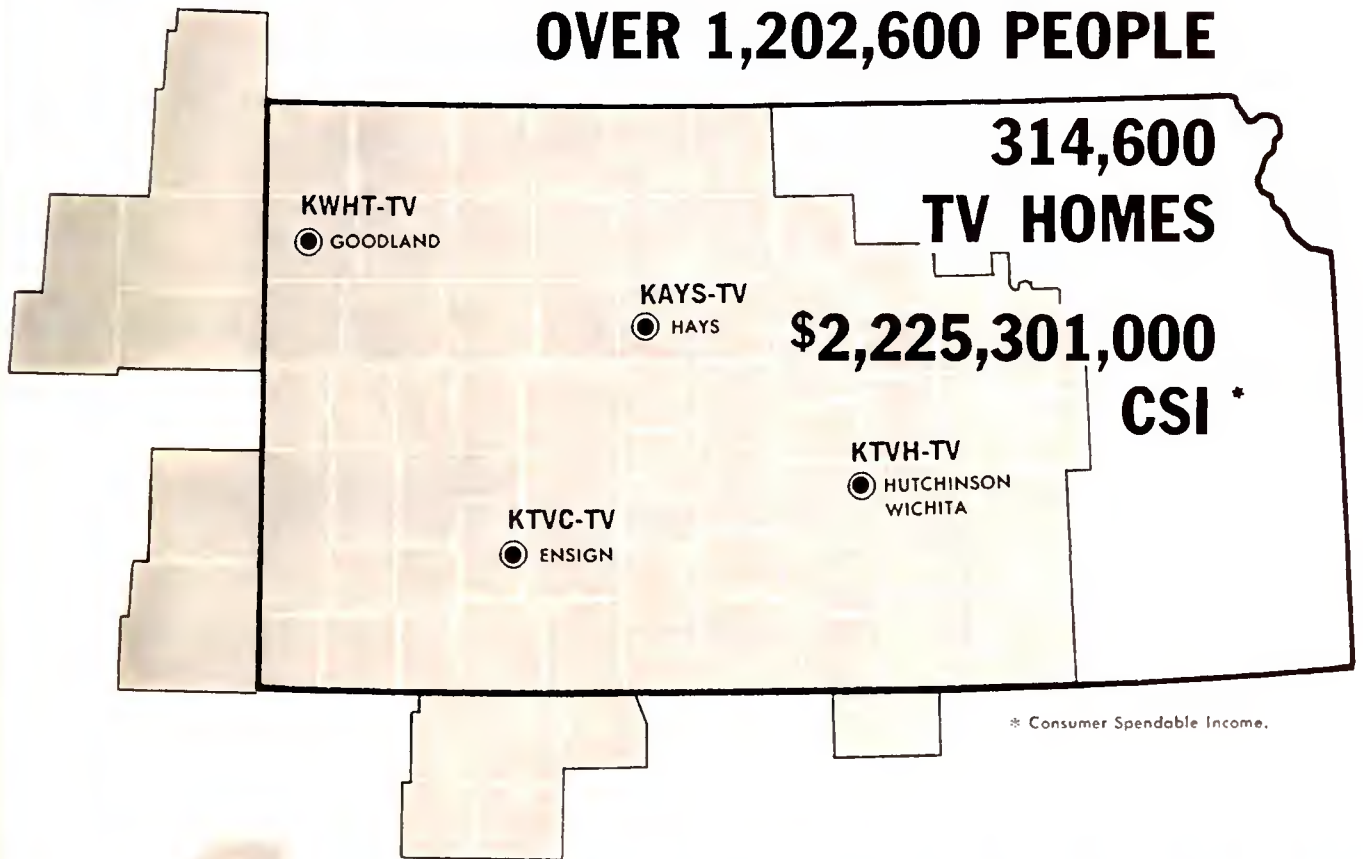 OVER 1,202,600 PEOPLE
314,600
TV HOMES
$2,225,301,000
CSI *
KWHT-TV
GOODLAND
KAYS-TV
HAYS
KTVH-TV
HUTCHINSON
WICHITA
KTVC-TV
ENSIGN
* Consumer Spendable Income.